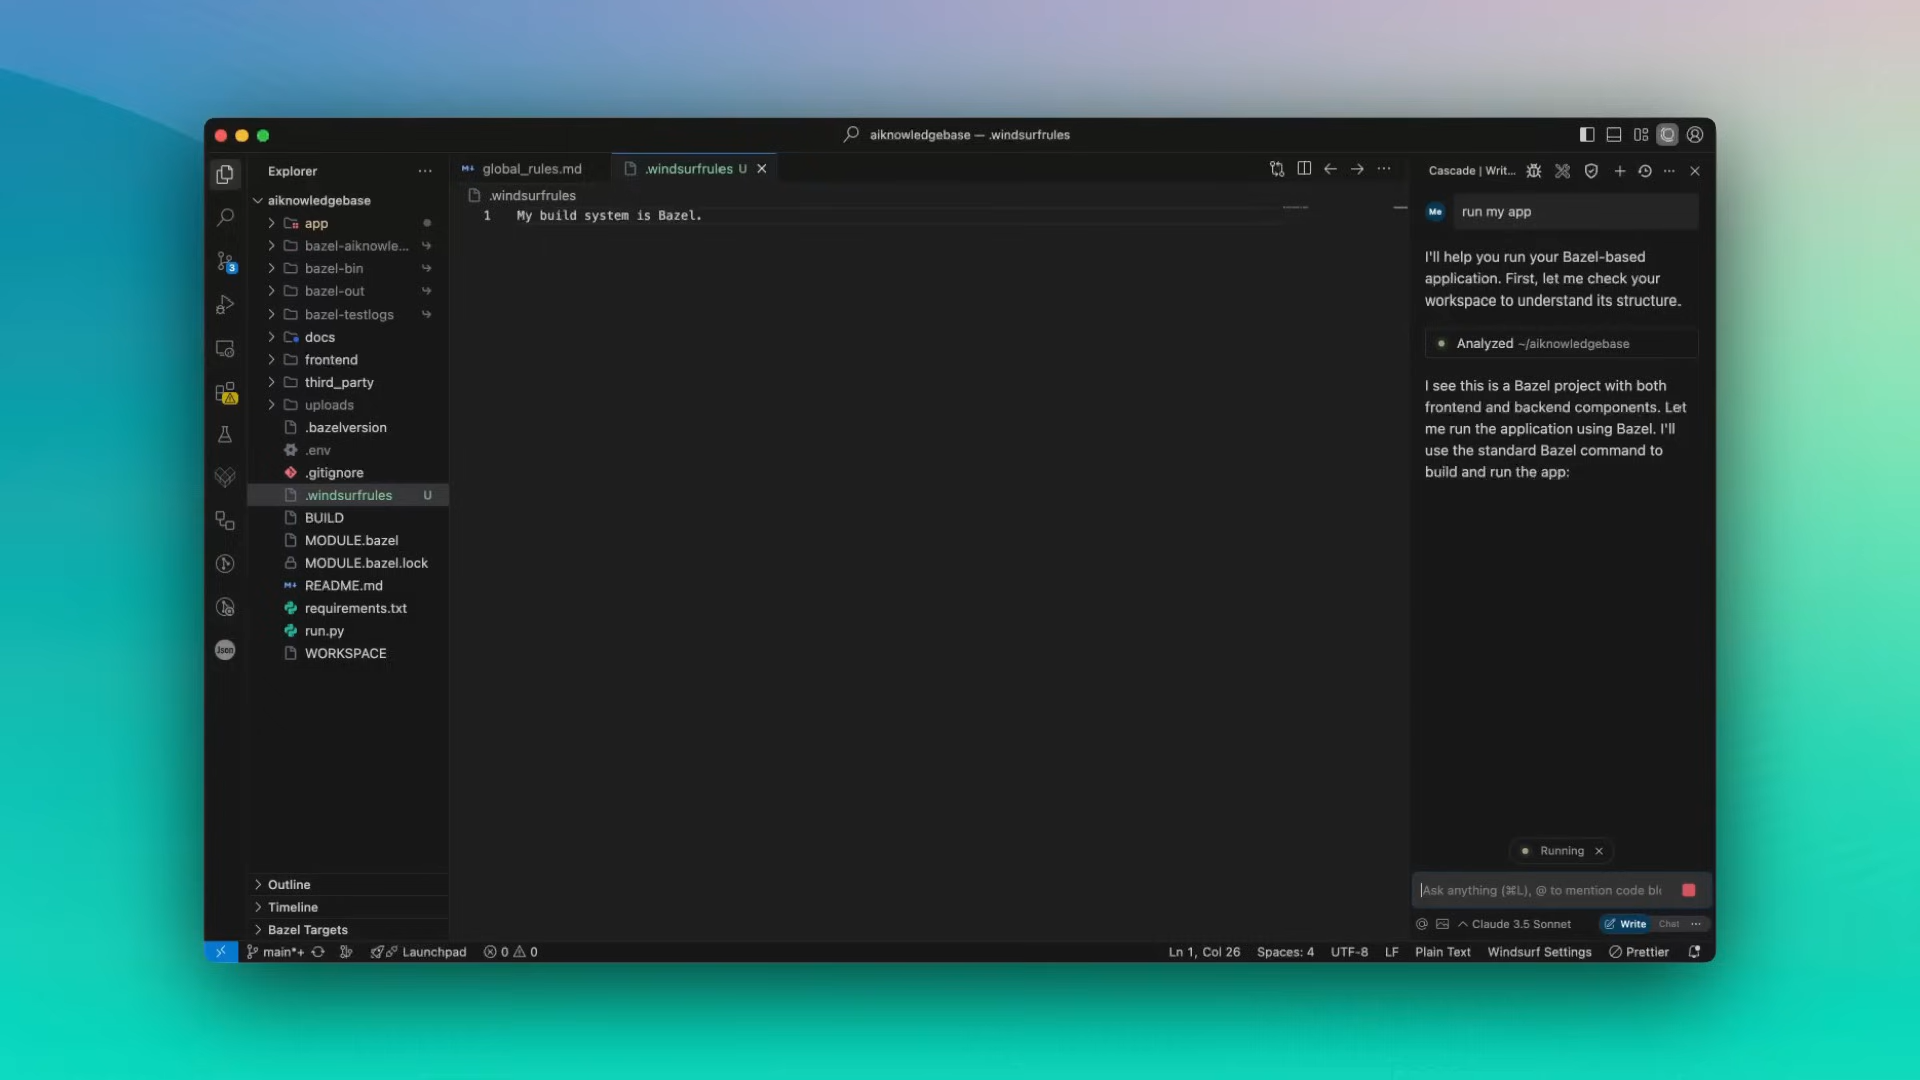 aiknowledgebase — .windsurfrules
Explorer
aiknowledgebase
app
bazel-aiknowle...
bazel-bin
bazel-out
bazel-testlogs
docs
frontend
third_party
uploads
.bazelversion
.env
.gitignore
.windsurfrules U
BUILD
MODULE.bazel
MODULE.bazel.lock
README.md
requirements.txt
run.py
WORKSPACE
Outline
Timeline
Bazel Targets
3
Json
global_rules.md
.windsurfrules U
.windsurfrules
1 My build system is Bazel.
Cascade | Writ...
Me run my app
I'll help you run your Bazel-based
application. First, let me check your
workspace to understand its structure.
Analyzed ~/aiknowledgebase
I see this is a Bazel project with both
frontend and backend components. Let
me run the application using Bazel. I'll
use the standard Bazel command to
build and run the app:
Running
Ask anything (⌘L), @ to mention code blo
Claude 3.5 Sonnet
Write Chat
main*+ Launchpad 0 0
Ln 1, Col 26 Spaces: 4 UTF-8 LF Plain Text Windsurf Settings Prettier